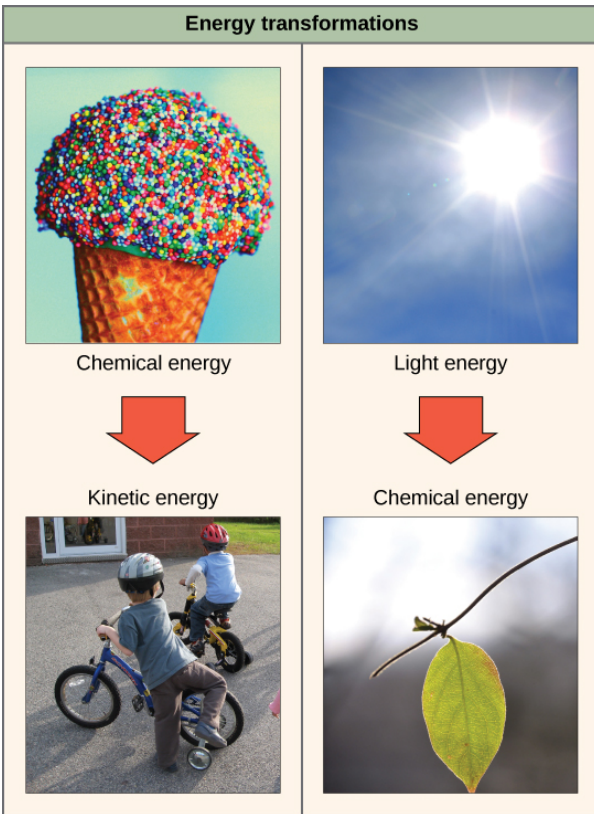 Energy transformations
Chemical energy
Kinetic energy
Light energy
Chemical energy